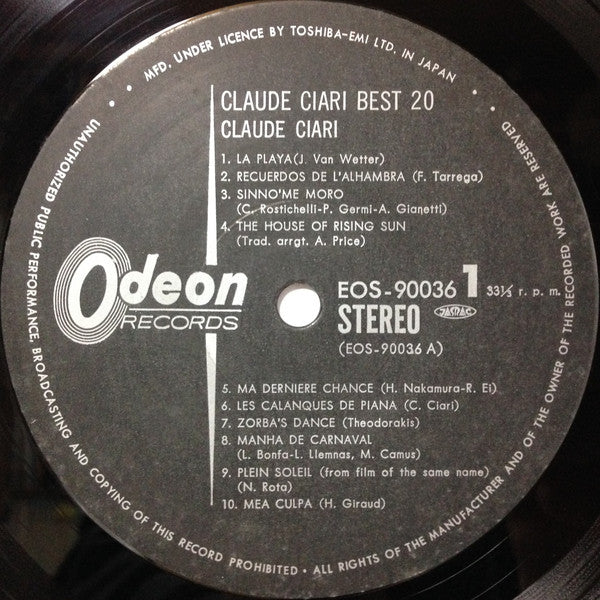 MFD. UNDER LICENCE BY TOSHIBA-EMI LTD. IN JAPAN
CLAUDE CIARI BEST 20
CLAUDE CIARI
1. LA PLAYA(J. Van Wetter)
2. RECUERDOS DE L'ALHAMBRA (F. Tarrega)
3. SINNO'ME MORO
(C. Rostichelli-P. Germi-A. Gianetti)
4. THE HOUSE OF RISING SUN
(Trad. arrgt. A. Price)
Odeon
RECORDS
EOS-90036 1 33⅓ r. p. m.
STEREO JASRAC
(EOS-90036 A)
5. MA DERNIERE CHANCE (H. Nakamura-R. Ei)
6. LES CALANQUES DE PIANA (C. Ciari)
7. ZORBA'S DANCE (Theodorakis)
8. MANHA DE CARNAVAL
(L. Bonfa-L. Llemnas, M. Camus)
9. PLEIN SOLEIL (from film of the same name)
(N. Rota)
10. MEA CULPA (H. Giraud)
UNAUTHORIZED PUBLIC PERFORMANCE, BROADCASTING AND COPYING OF THIS RECORD PROHIBITED • ALL RIGHTS OF THE MANUFACTURER AND OF THE OWNER OF THE RECORDED WORK ARE RESERVED